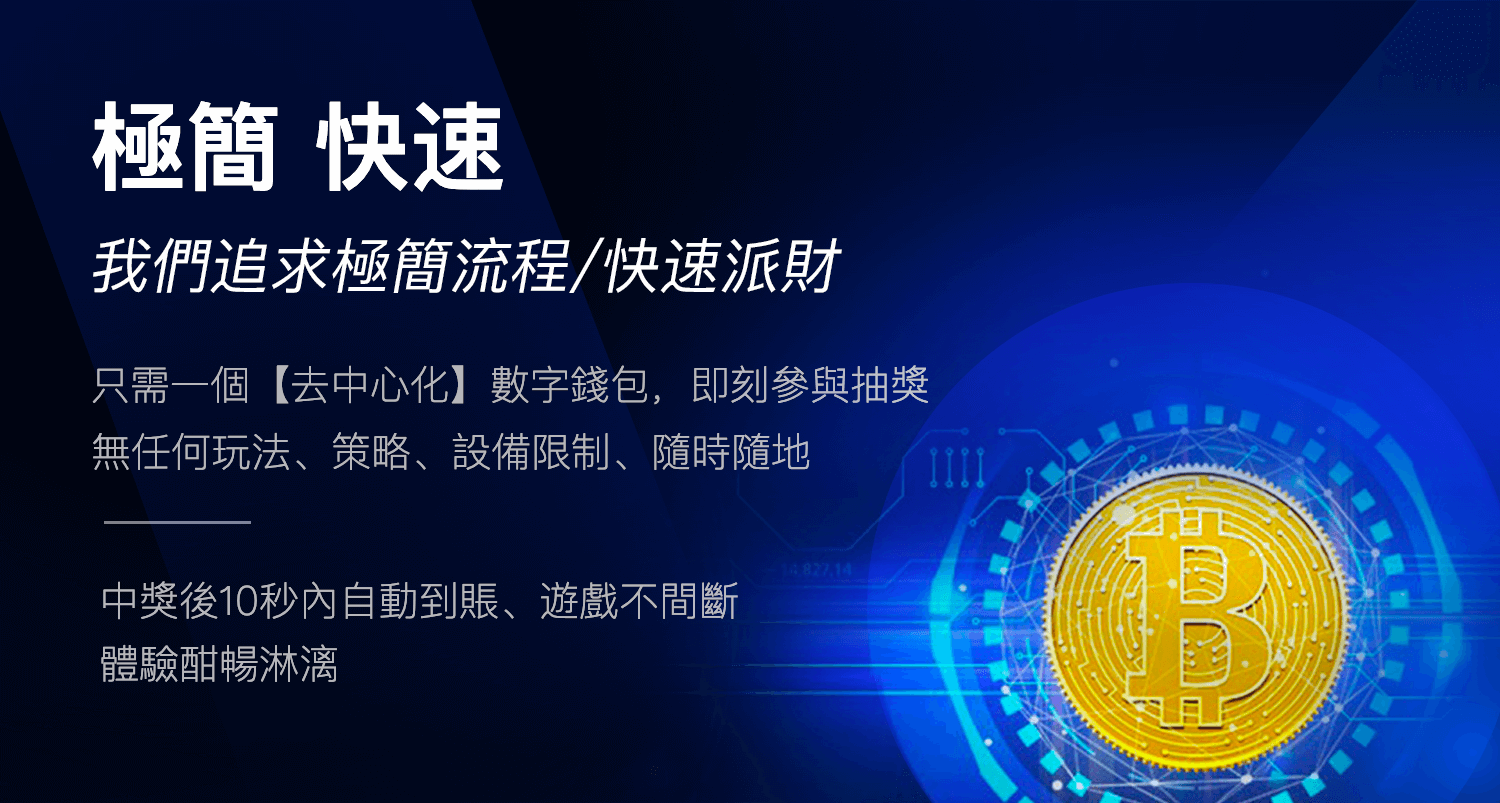 極簡 快速
我們追求極簡流程/快速派財
只需一個【去中心化】數字錢包，即刻參與抽獎
無任何玩法、策略、設備限制、隨時隨地
中獎後10秒內自動到賬、遊戲不間斷
體驗酣暢淋漓